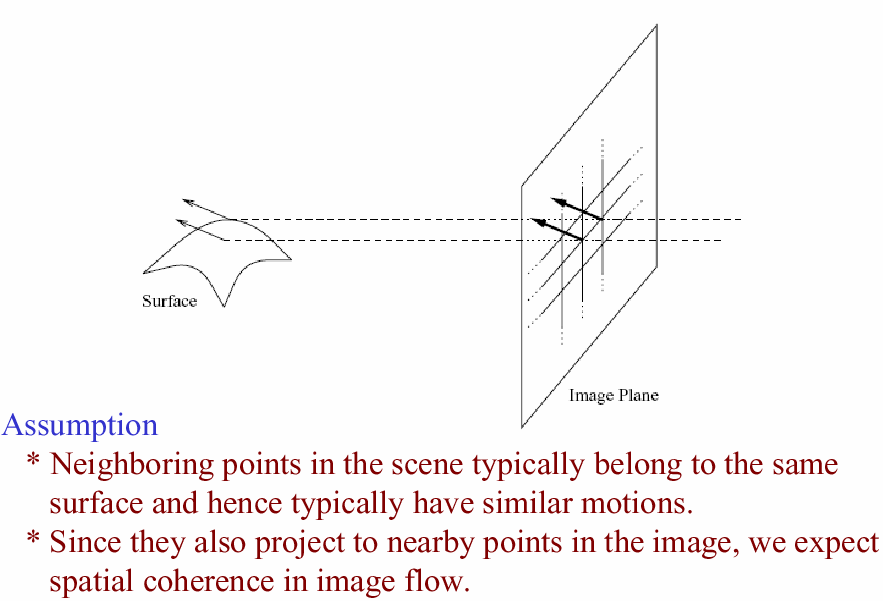 Surface
Image Plane
Assumption
* Neighboring points in the scene typically belong to the same
surface and hence typically have similar motions.
* Since they also project to nearby points in the image, we expect
spatial coherence in image flow.